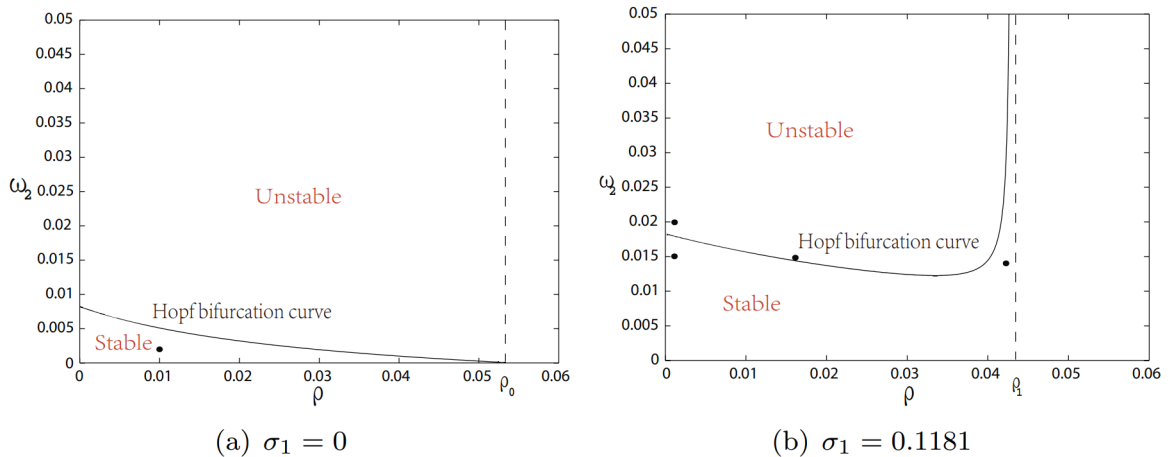 0.05
0.045
0.04
0.035
0.03
0.025
0.02
0.015
0.01
0.005
0
ω₂
Unstable
Hopf bifurcation curve
Stable
0 0.01 0.02 0.03 0.04 ρ₀ 0.06
ρ
(a) σ₁ = 0
0.05
0.045
0.04
0.035
0.03
0.025
0.02
0.015
0.01
0.005
0
ω₂
Unstable
Hopf bifurcation curve
Stable
0 0.01 0.02 0.03 0.04 ρ₁ 0.05 0.06
ρ
(b) σ₁ = 0.1181